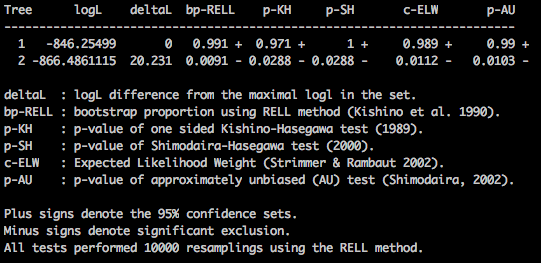 Tree      logL    deltaL  bp-RELL    p-KH     p-SH       c-ELW       p-AU
-------------------------------------------------------------------------
  1  -846.25499       0   0.991 +  0.971 +      1 +     0.989 +     0.99 +
  2 -866.4861115  20.231  0.0091 - 0.0288 - 0.0288 -    0.0112 -   0.0103 -
deltaL  : logL difference from the maximal logl in the set.
bp-RELL : bootstrap proportion using RELL method (Kishino et al. 1990).
p-KH    : p-value of one sided Kishino-Hasegawa test (1989).
p-SH    : p-value of Shimodaira-Hasegawa test (2000).
c-ELW   : Expected Likelihood Weight (Strimmer & Rambaut 2002).
p-AU    : p-value of approximately unbiased (AU) test (Shimodaira, 2002).
Plus signs denote the 95% confidence sets.
Minus signs denote significant exclusion.
All tests performed 10000 resamplings using the RELL method.